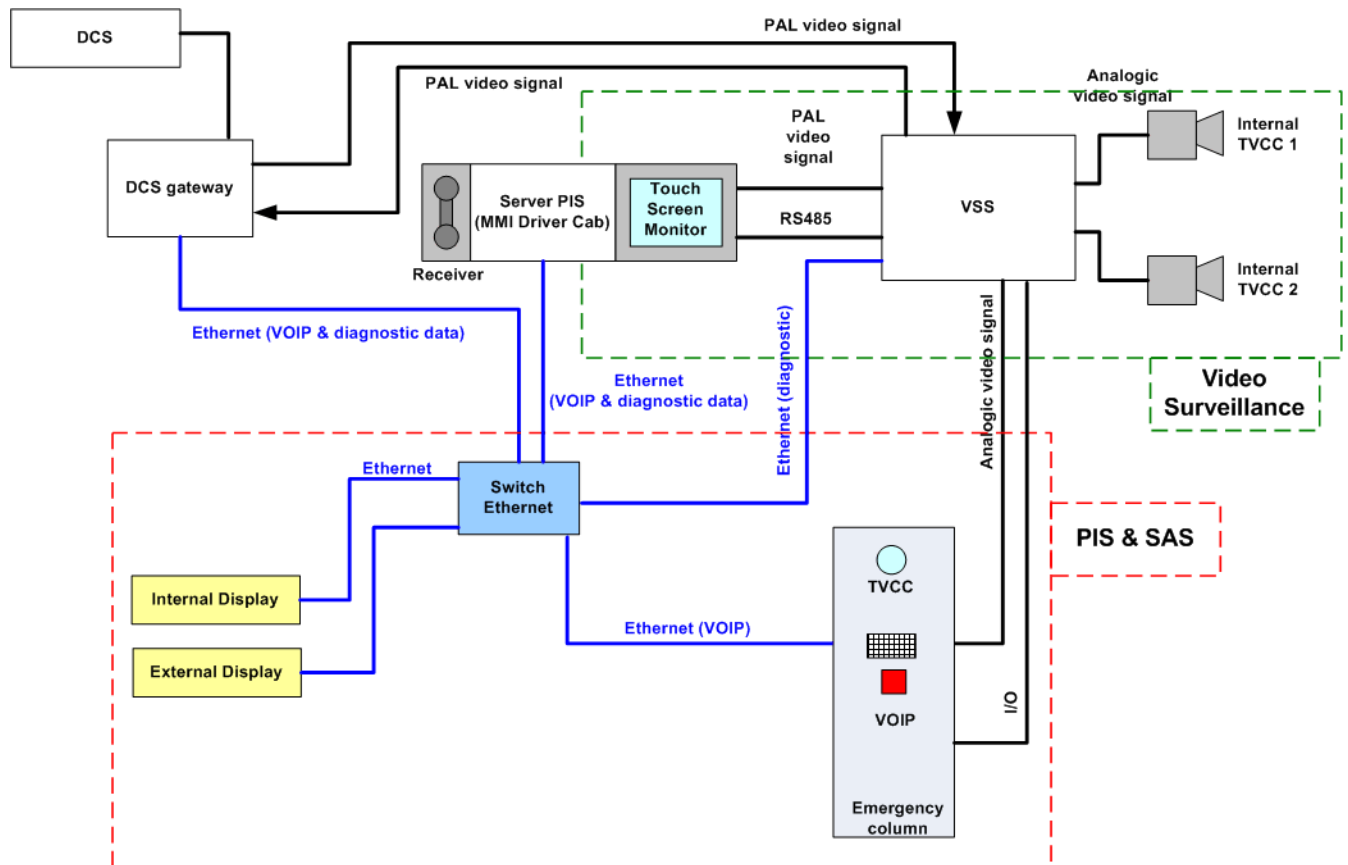 DCS
PAL video signal
PAL video signal
Analogic
video signal
PAL
video
signal
Internal
TVCC 1
DCS gateway
Server PIS
(MMI Driver Cab)
Touch
Screen
Monitor
VSS
RS485
Receiver
Internal
TVCC 2
Ethernet (VOIP & diagnostic data)
Ethernet
(VOIP & diagnostic data)
Ethernet (diagnostic)
Analogic video signal
Video
Surveillance
Ethernet
Switch
Ethernet
PIS & SAS
TVCC
Internal Display
Ethernet (VOIP)
External Display
VOIP
I/O
Emergency
column